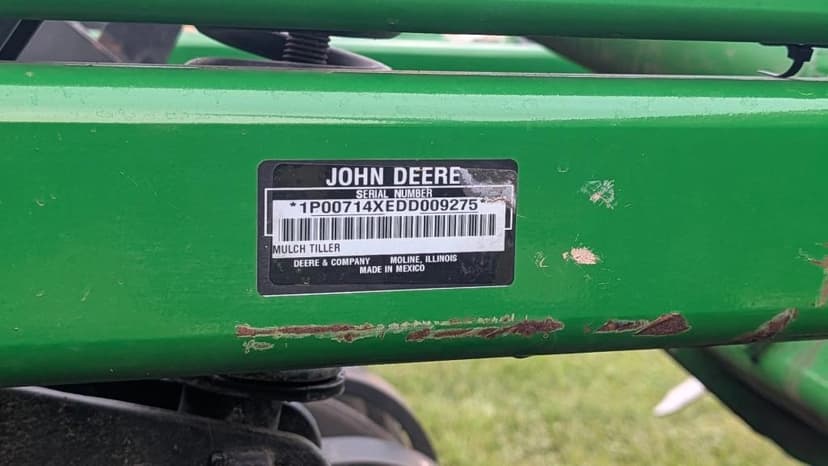 JOHN DEERE
SERIAL NUMBER
*1P00714XEDD009275*
MULCH TILLER
DEERE & COMPANY MOLINE, ILLINOIS
MADE IN MEXICO